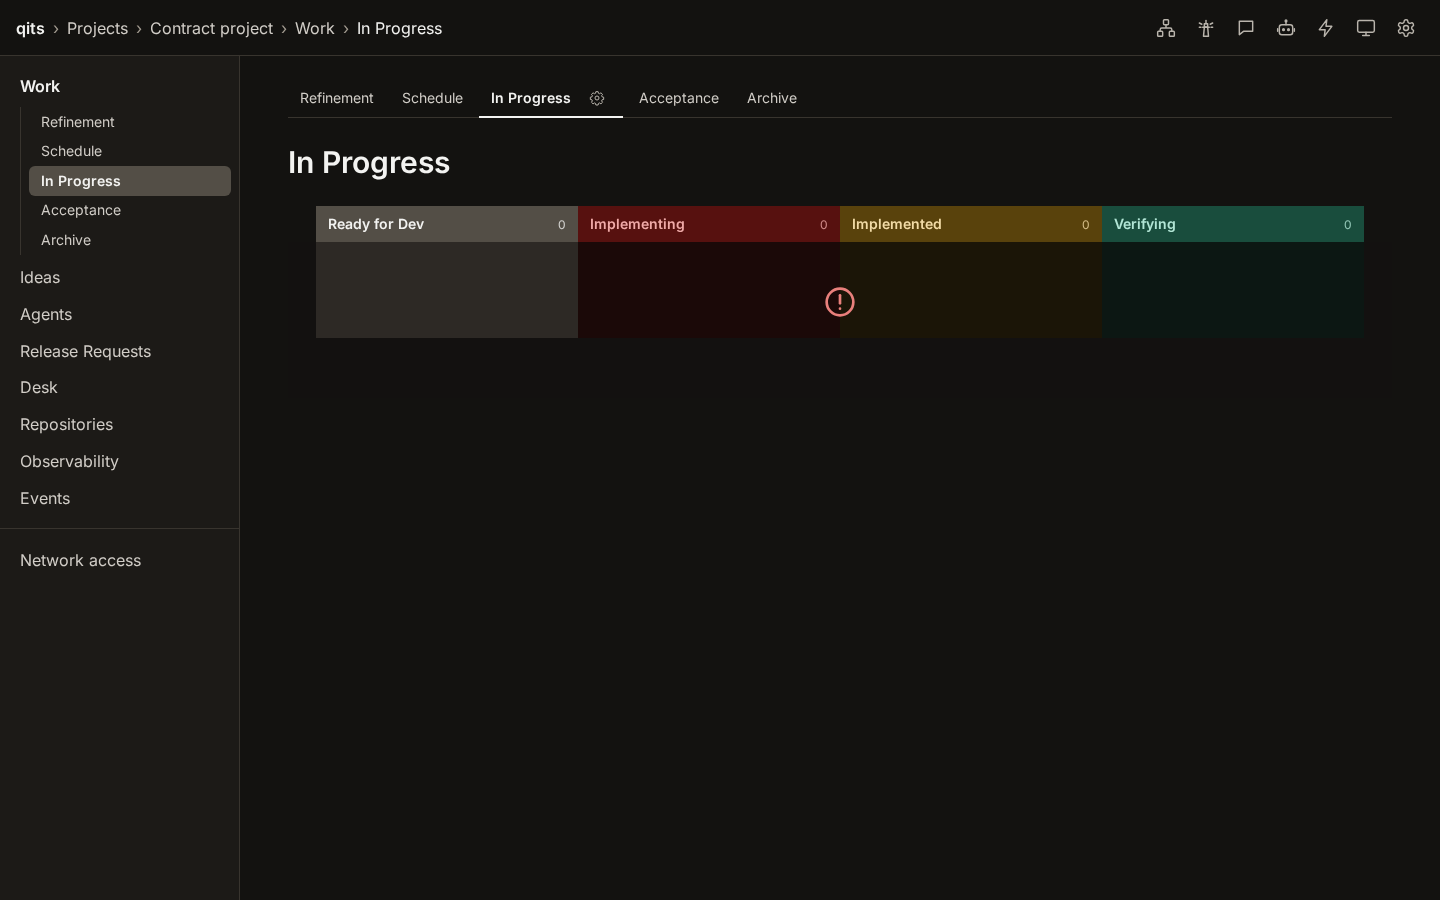 qits › Projects › Contract project › Work › In Progress
Work
Refinement
Schedule
In Progress
Acceptance
Archive
Ideas
Agents
Release Requests
Desk
Repositories
Observability
Events
Network access
Refinement Schedule In Progress Acceptance Archive
In Progress
Ready for Dev 0 Implementing 0 Implemented 0 Verifying 0